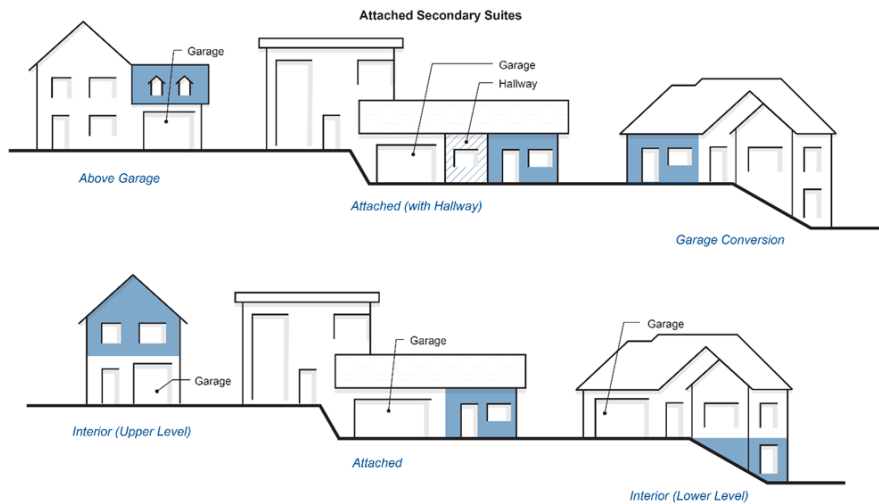 Attached Secondary Suites
Garage
Garage
Hallway
Above Garage
Attached (with Hallway)
Garage Conversion
Garage
Garage
Garage
Interior (Upper Level)
Attached
Interior (Lower Level)